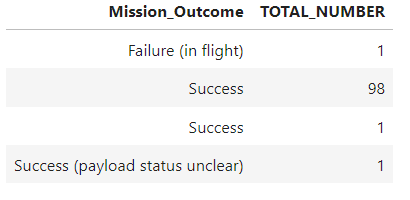 Mission_Outcome TOTAL_NUMBER
Failure (in flight) 1
Success 98
Success 1
Success (payload status unclear) 1